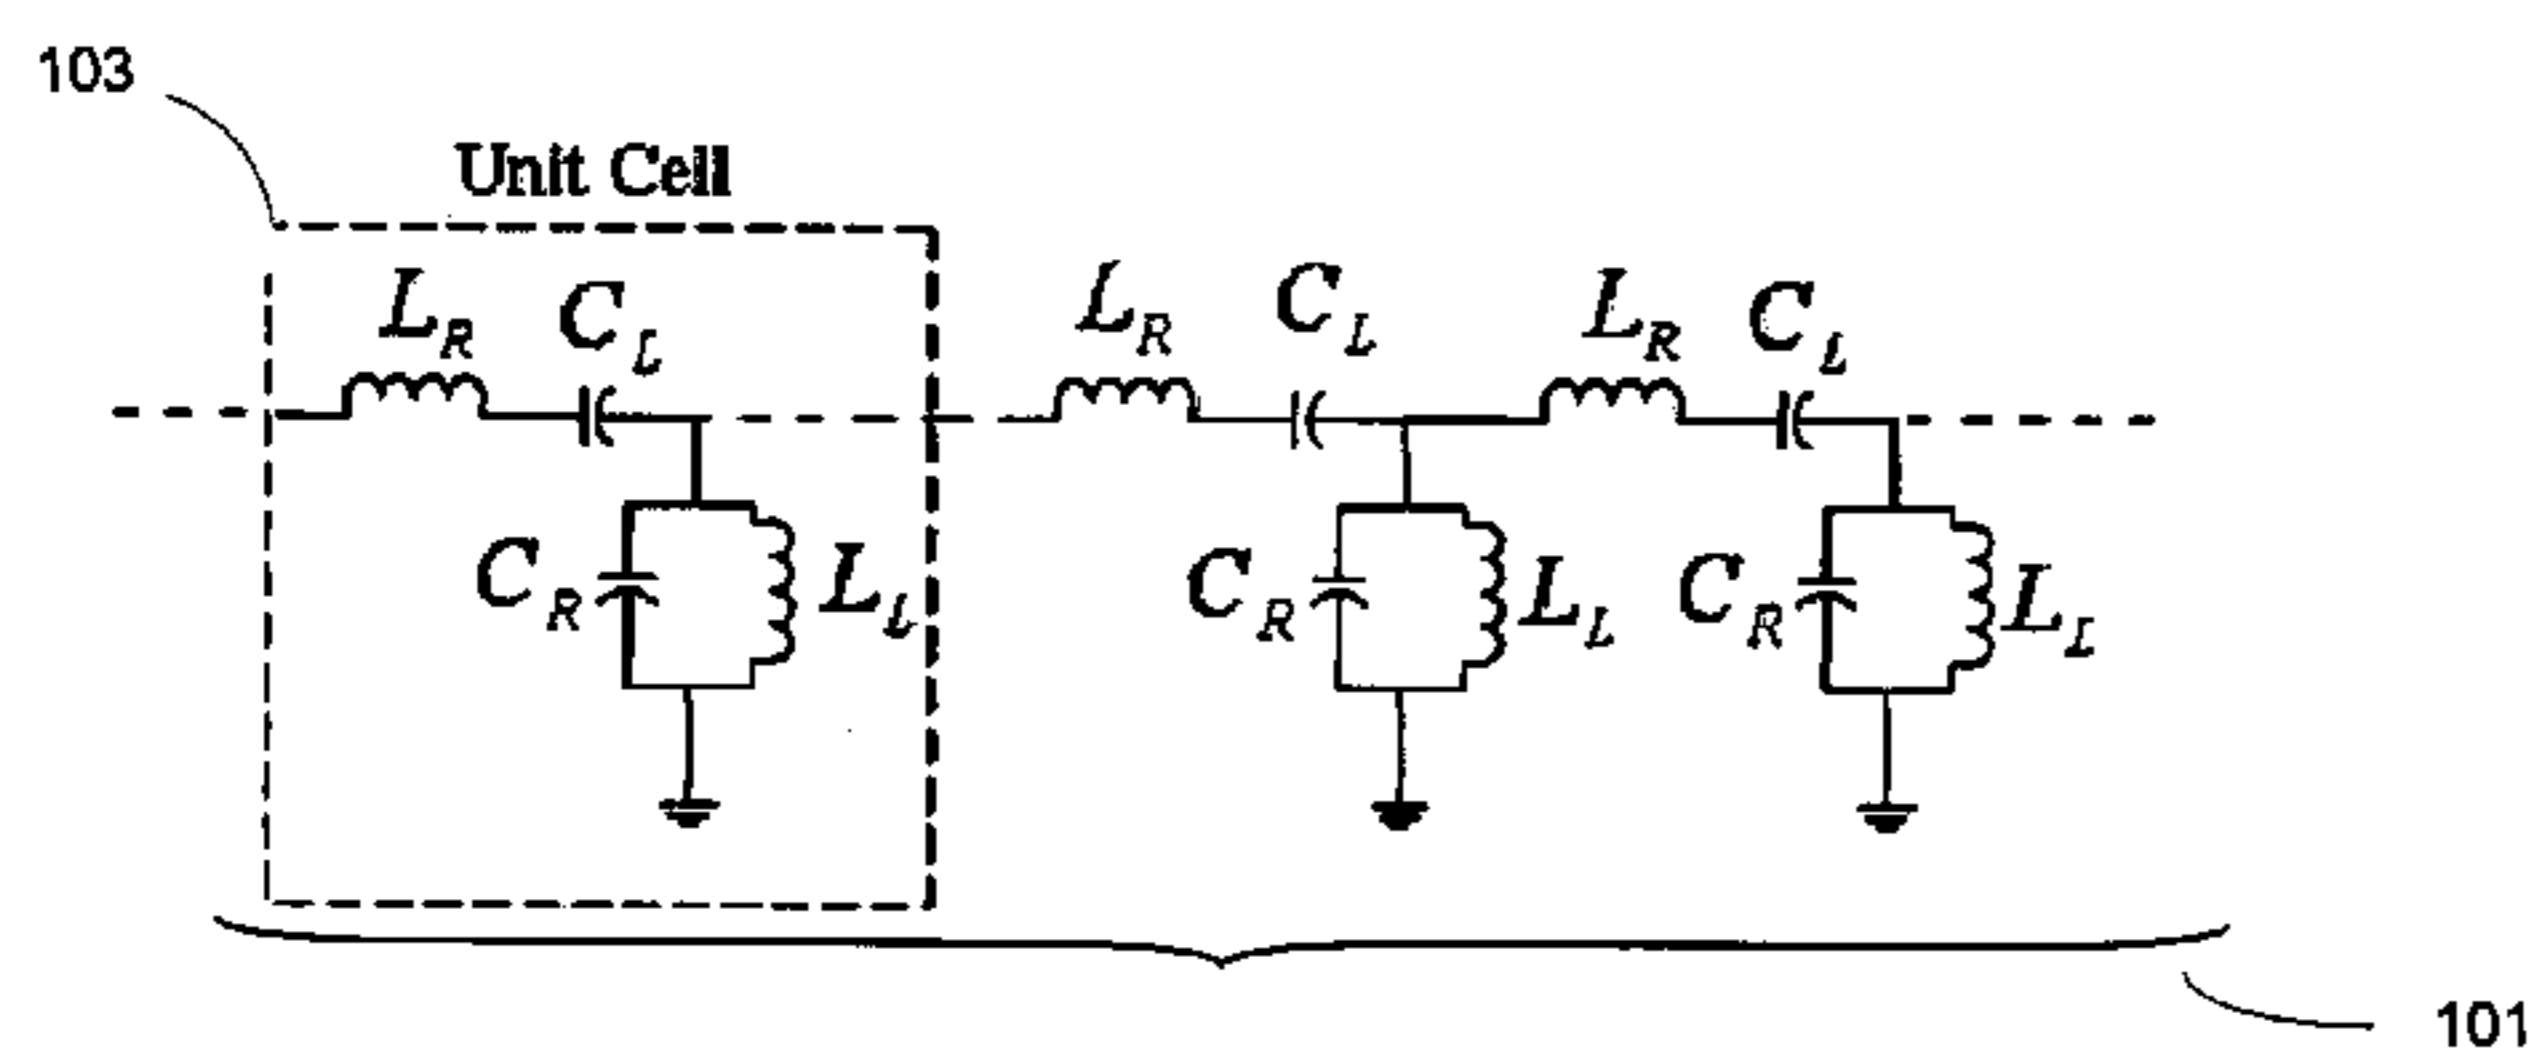 103
Unit Cell
L_R C_L L_R C_L L_R C_L
C_R L_L C_R L_L C_R L_L
101